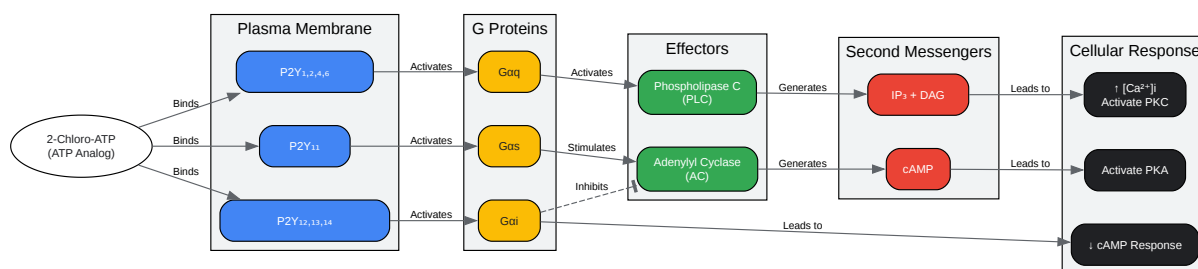 Plasma Membrane
G Proteins
Effectors
Second Messengers
Cellular Response
2-Chloro-ATP
(ATP Analog)
Binds
Binds
Binds
P2Y₁,₂,₄,₆
P2Y₁₁
P2Y₁₂,₁₃,₁₄
Activates
Activates
Activates
Gαq
Gαs
Gαi
Activates
Stimulates
Inhibits
Phospholipase C
(PLC)
Adenylyl Cyclase
(AC)
Generates
Generates
IP₃ + DAG
cAMP
Leads to
Leads to
Leads to
↑ [Ca²⁺]i
Activate PKC
Activate PKA
↓ cAMP Response